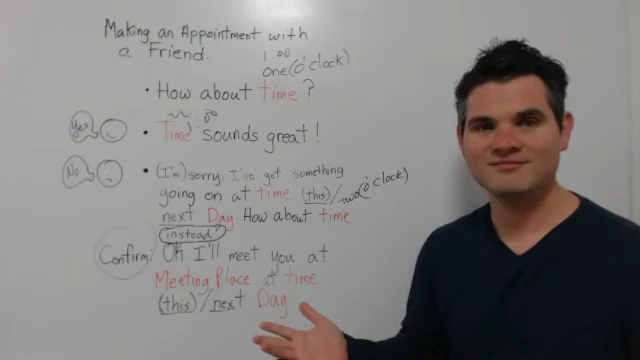 Making an Appointment with
a Friend.
1:00
one(o'clock)
• How about time?
Yes
• Time sounds great!
No
• (I'm) sorry. I've got something
going on at time (this)/
two(o'clock)
next Day. How about time
instead?
Confirm: Oh I'll meet you at
Meeting Place at time
(this)/next Day